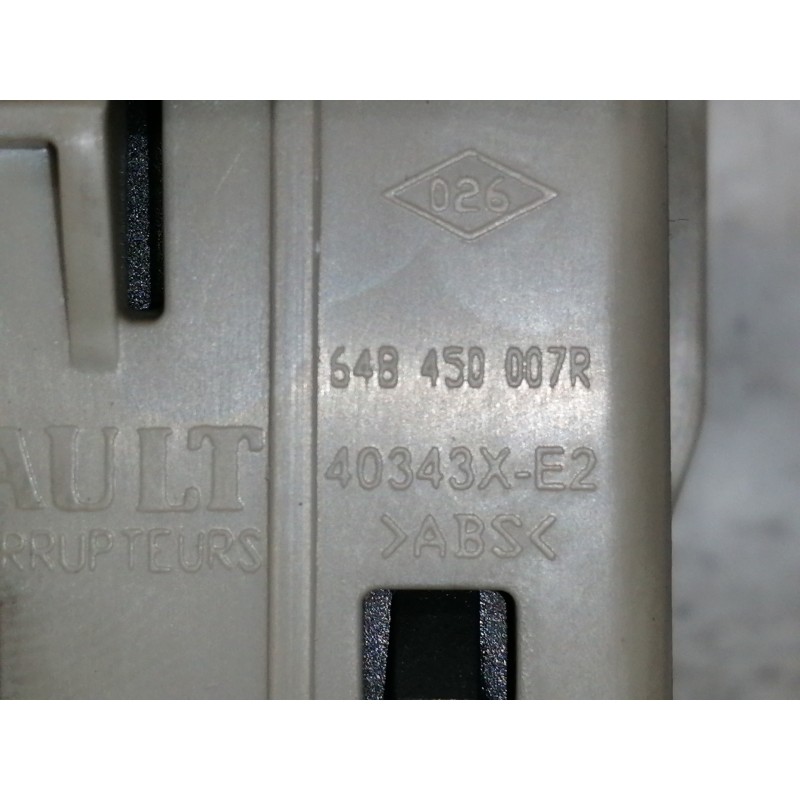 026
648 450 007R
AULT
40343X-E2
RRUPTEURS
>ABS<